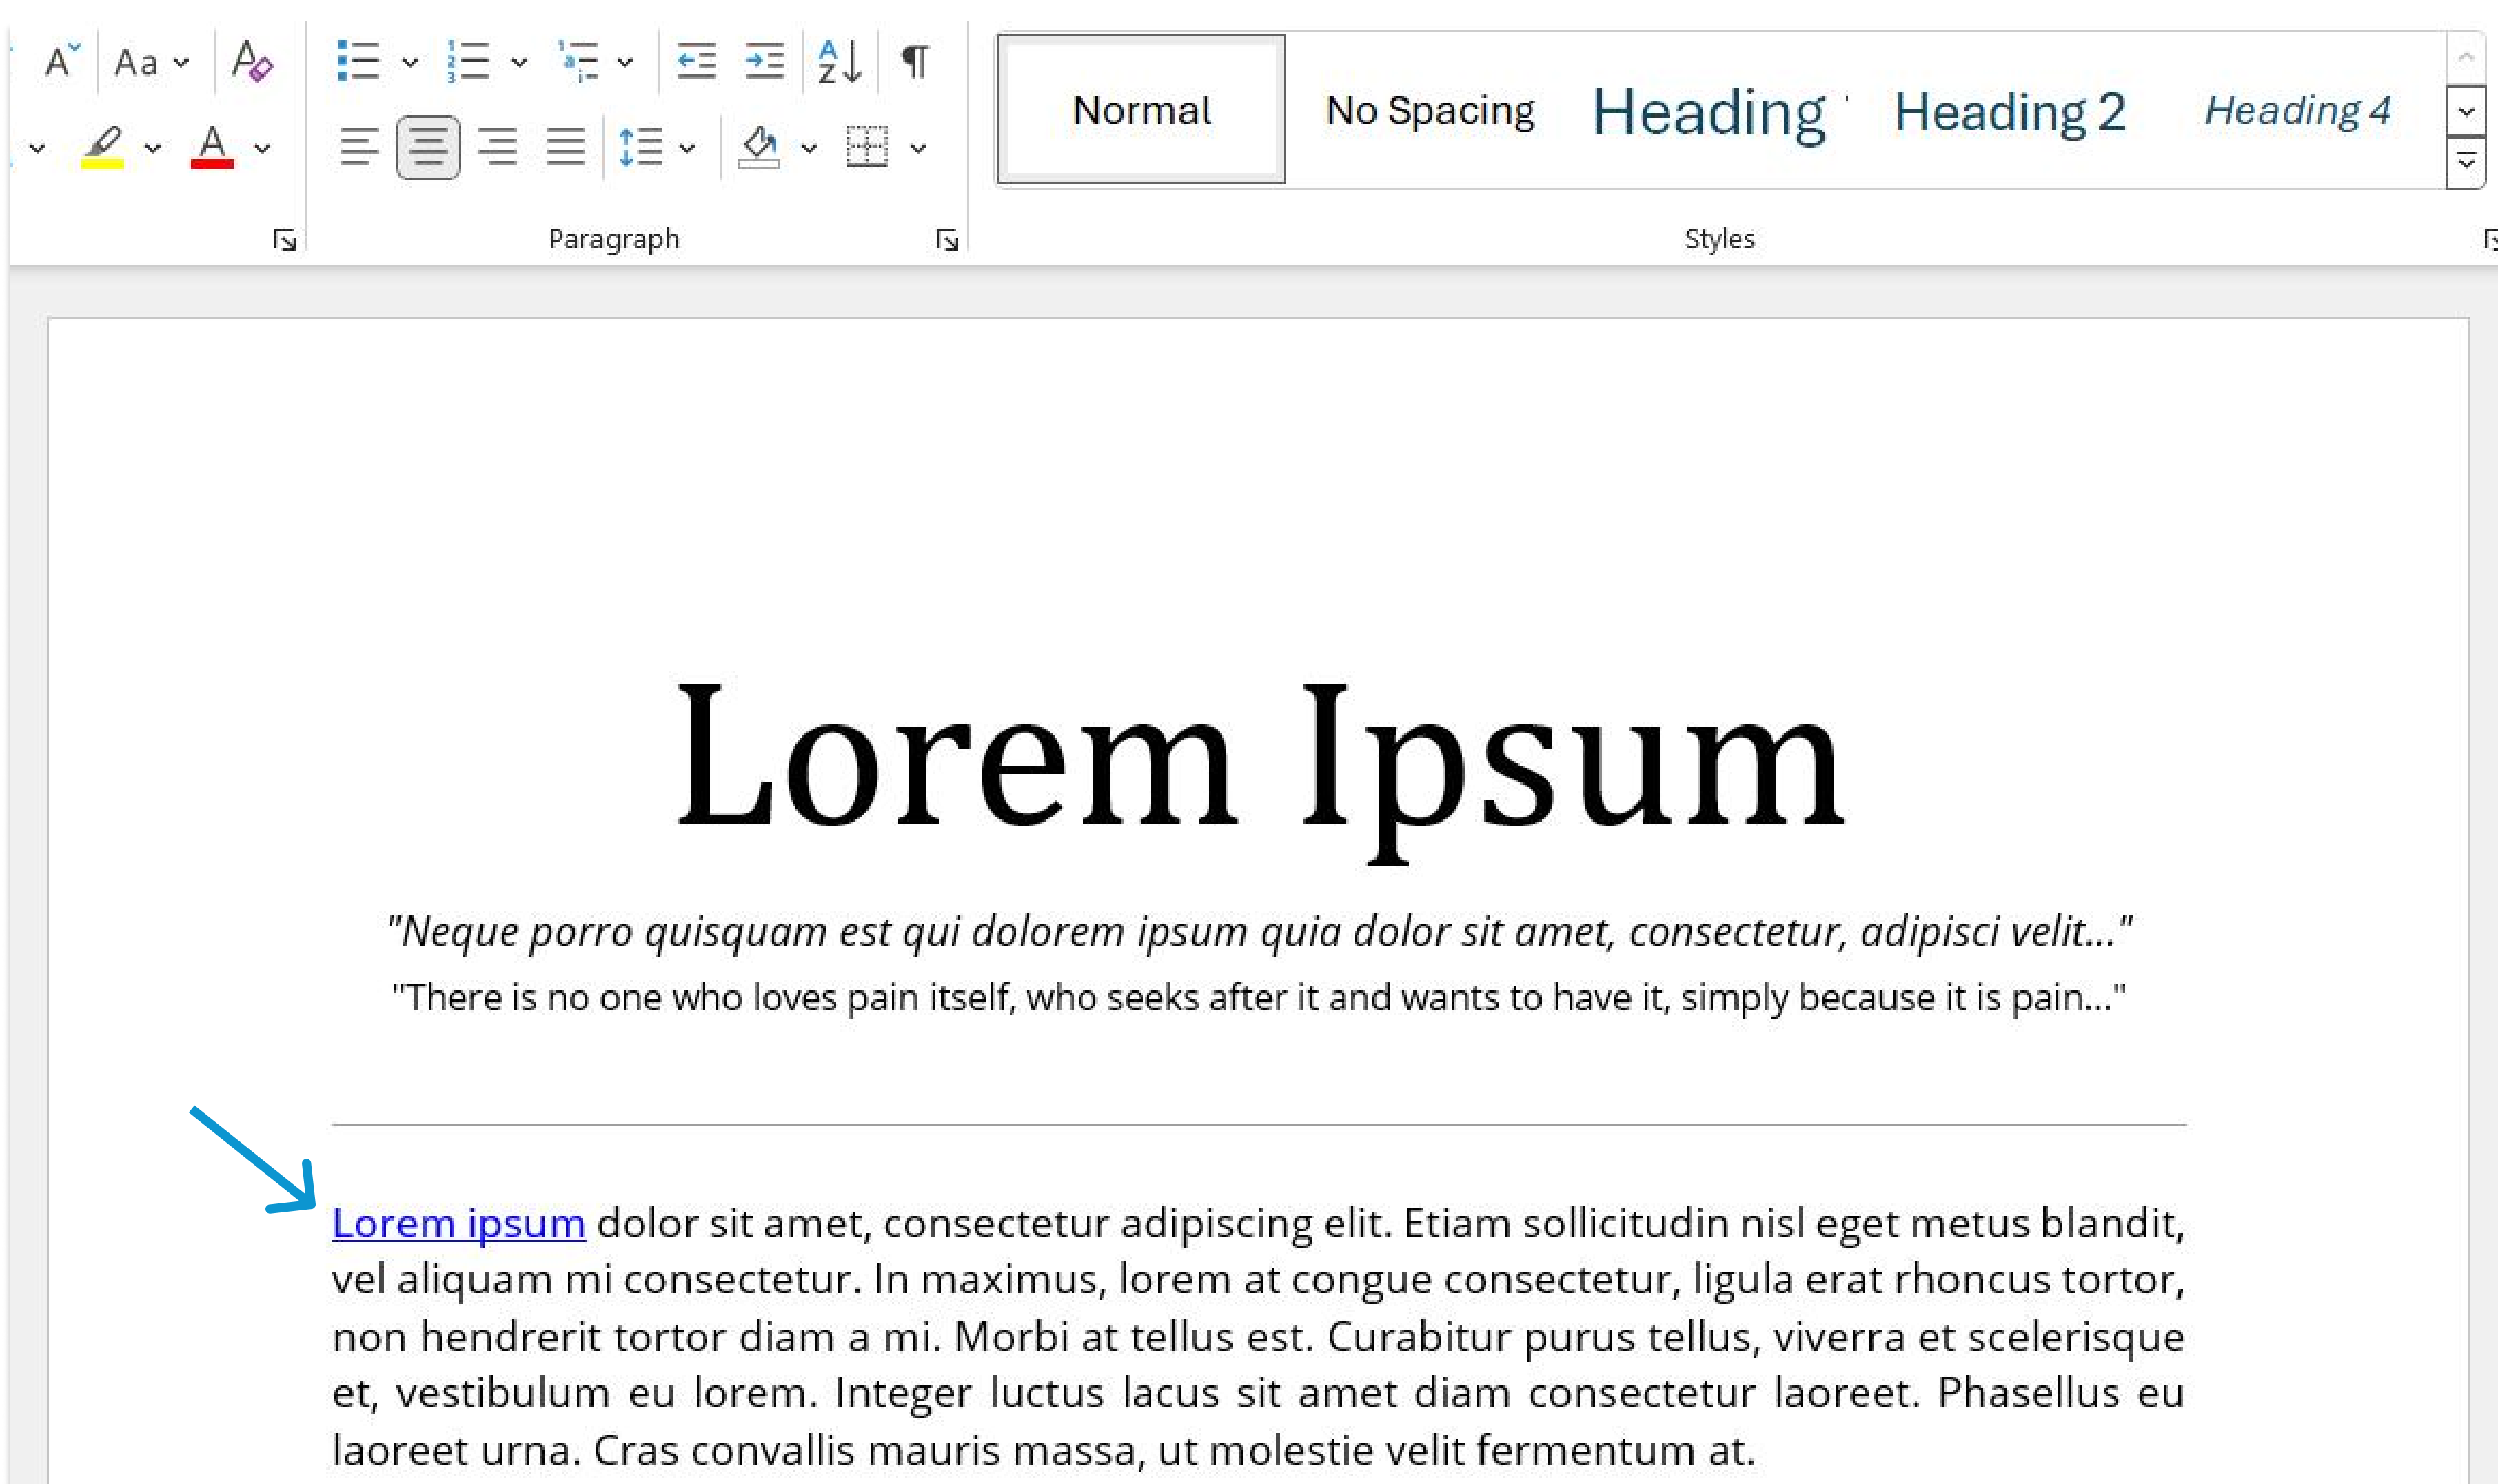 Aa
Normal
No Spacing
Heading
Heading 2
Heading 4
Paragraph
Styles
Lorem Ipsum
"Neque porro quisquam est qui dolorem ipsum quia dolor sit amet, consectetur, adipisci velit..."
"There is no one who loves pain itself, who seeks after it and wants to have it, simply because it is pain..."
Lorem ipsum dolor sit amet, consectetur adipiscing elit. Etiam sollicitudin nisl eget metus blandit,
vel aliquam mi consectetur. In maximus, lorem at congue consectetur, ligula erat rhoncus tortor,
non hendrerit tortor diam a mi. Morbi at tellus est. Curabitur purus tellus, viverra et scelerisque
et, vestibulum eu lorem. Integer luctus lacus sit amet diam consectetur laoreet. Phasellus eu
laoreet urna. Cras convallis mauris massa, ut molestie velit fermentum at.